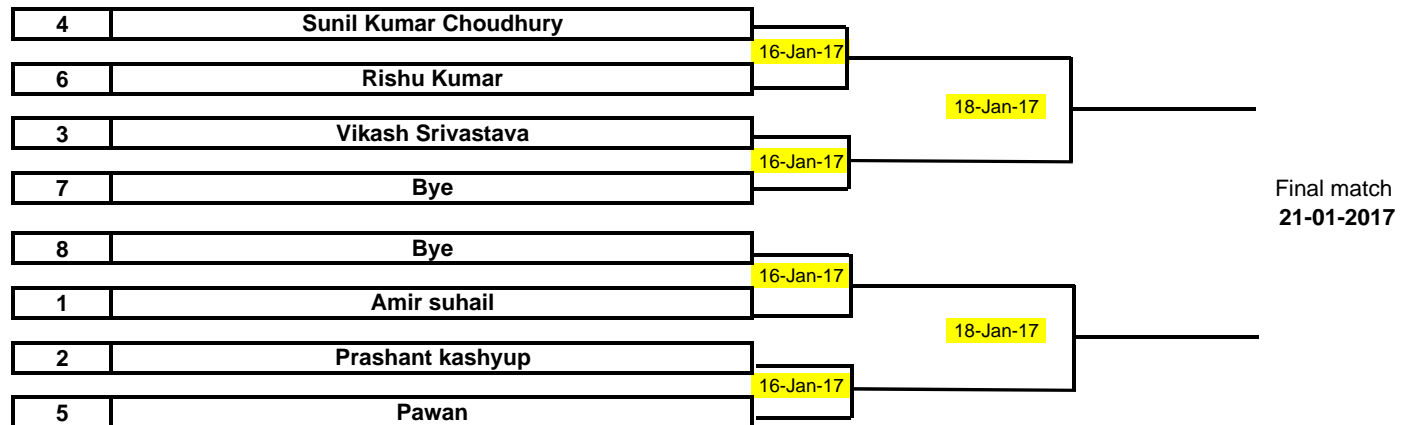 4 Sunil Kumar Choudhury
16-Jan-17
6 Rishu Kumar
18-Jan-17
3 Vikash Srivastava
16-Jan-17
7 Bye
Final match
21-01-2017
8 Bye
16-Jan-17
1 Amir suhail
18-Jan-17
2 Prashant kashyup
16-Jan-17
5 Pawan